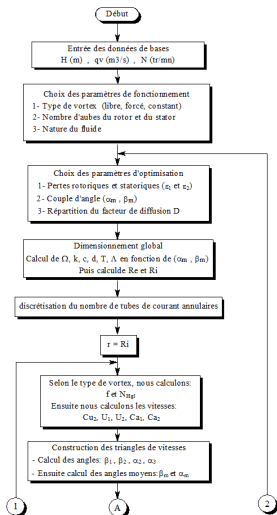 Début
Entrée des données de bases
H (m) , qv (m3/s) , N (tr/mn)
Choix des paramètres de fonctionnement
1- Type de vortex (libre, forcé, constant)
2- Nombre d'aubes du rotor et du stator
3- Nature du fluide
Choix des paramètres d'optimisation
1- Pertes rotoriques et statoriques (ε₁ et ε₂)
2- Couple d'angle (αm , βm)
3- Répartition du facteur de diffusion D
Dimensionnement global
Calcul de Ω, k, c, d, T, Λ en fonction de (αm , βm)
Puis calculde Re et Ri
discrétisation du nombre de tubes de courant annulaires
r = Ri
Selon le type de vortex, nous calculons:
f et NHgl
Ensuite nous calculons les vitesses:
Cu₂, U₁, U₂, Ca₁, Ca₂
Construction des triangles de vitesses
- Calcul des angles: β₁ , β₂ , α₂ , α₃
- Ensuite calcul des angles moyens βm et αm
1
A
2